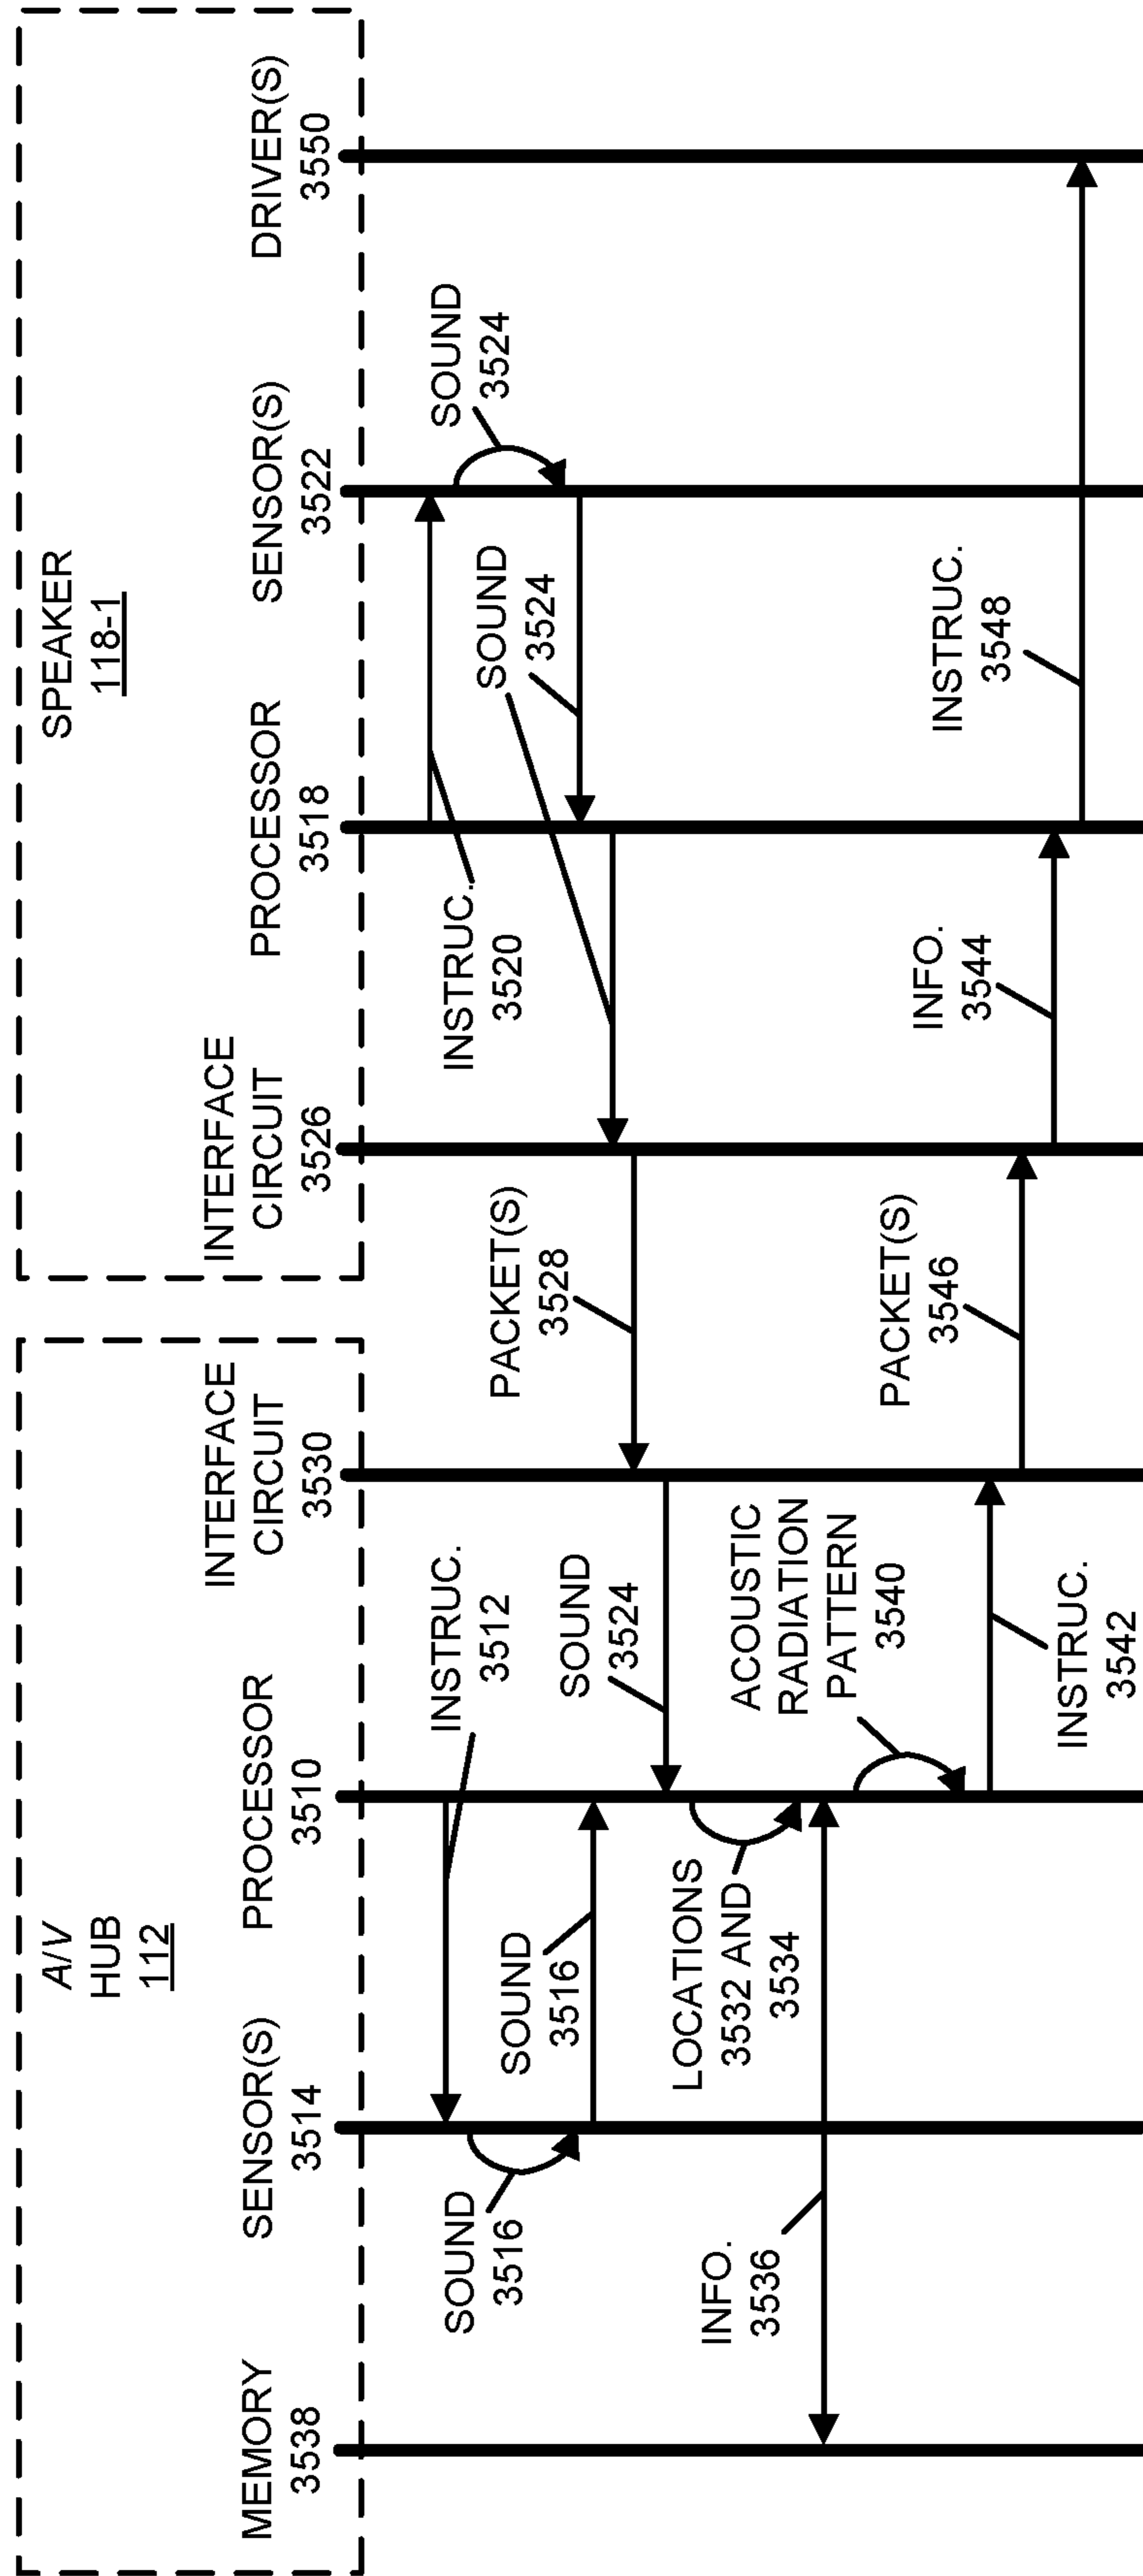 A/V
HUB
112
SPEAKER
118-1
MEMORY
3538
SENSOR(S)
3514
PROCESSOR
3510
INTERFACE
CIRCUIT
3530
INTERFACE
CIRCUIT
3526
PROCESSOR
3518
SENSOR(S)
3522
DRIVER(S)
3550
INSTRUC.
3512
SOUND
3516
SOUND
3516
INSTRUC.
3520
SOUND
3524
SOUND
3524
PACKET(S)
3528
SOUND
3524
LOCATIONS
3532 AND
3534
INFO.
3536
ACOUSTIC
RADIATION
PATTERN
3540
INSTRUC.
3542
PACKET(S)
3546
INFO.
3544
INSTRUC.
3548